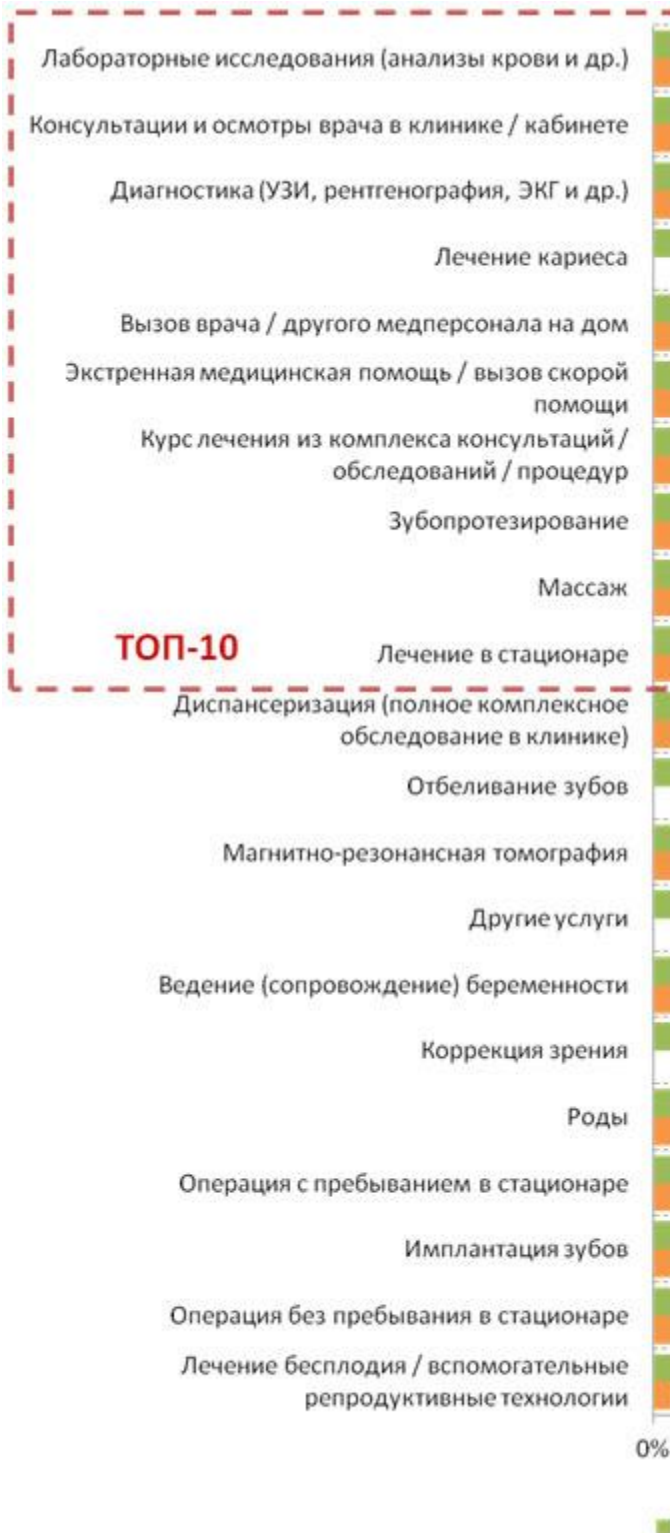 Лабораторные исследования (анализы крови и др.)
Консультации и осмотры врача в клинике / кабинете
Диагностика (УЗИ, рентгенография, ЭКГ и др.)
Лечение кариеса
Вызов врача / другого медперсонала на дом
Экстренная медицинская помощь / вызов скорой
помощи
Курс лечения из комплекса консультаций /
обследований / процедур
Зубопротезирование
Массаж
ТОП-10
Лечение в стационаре
Диспансеризация (полное комплексное
обследование в клинике)
Отбеливание зубов
Магнитно-резонансная томография
Другие услуги
Ведение (сопровождение) беременности
Коррекция зрения
Роды
Операция с пребыванием в стационаре
Имплантация зубов
Операция без пребывания в стационаре
Лечение бесплодия / вспомогательные
репродуктивные технологии
0%